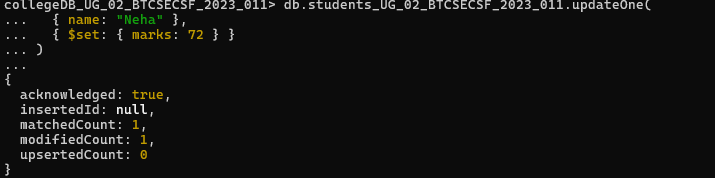 collegeDB_UG_02_BTCSECSF_2023_011> db.students_UG_02_BTCSECSF_2023_011.updateOne(
...   { name: "Neha" },
...   { $set: { marks: 72 } }
... )
...
{
  acknowledged: true,
  insertedId: null,
  matchedCount: 1,
  modifiedCount: 1,
  upsertedCount: 0
}